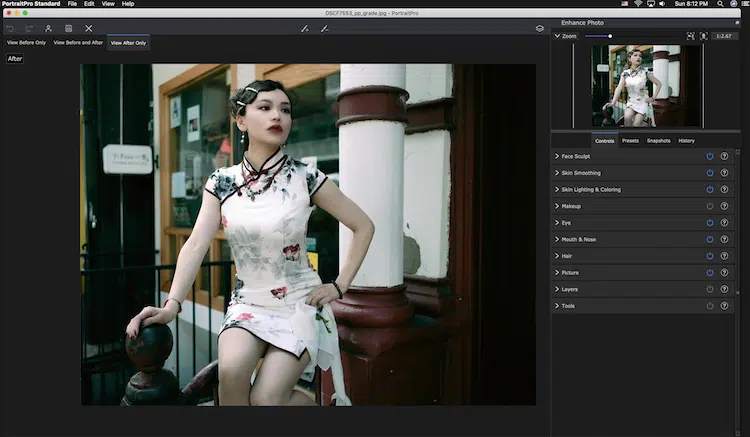 PortraitPro Standard File Edit View Help
Sun 8:12 PM
DSCF7553_pp_grade.jpg - PortraitPro
View Before Only View Before and After View After Only
After
Enhance Photo
Zoom 1:2.67
Controls Presets Snapshots History
Face Sculpt
Skin Smoothing
Skin Lighting & Coloring
Makeup
Eye
Mouth & Nose
Hair
Picture
Layers
Tools